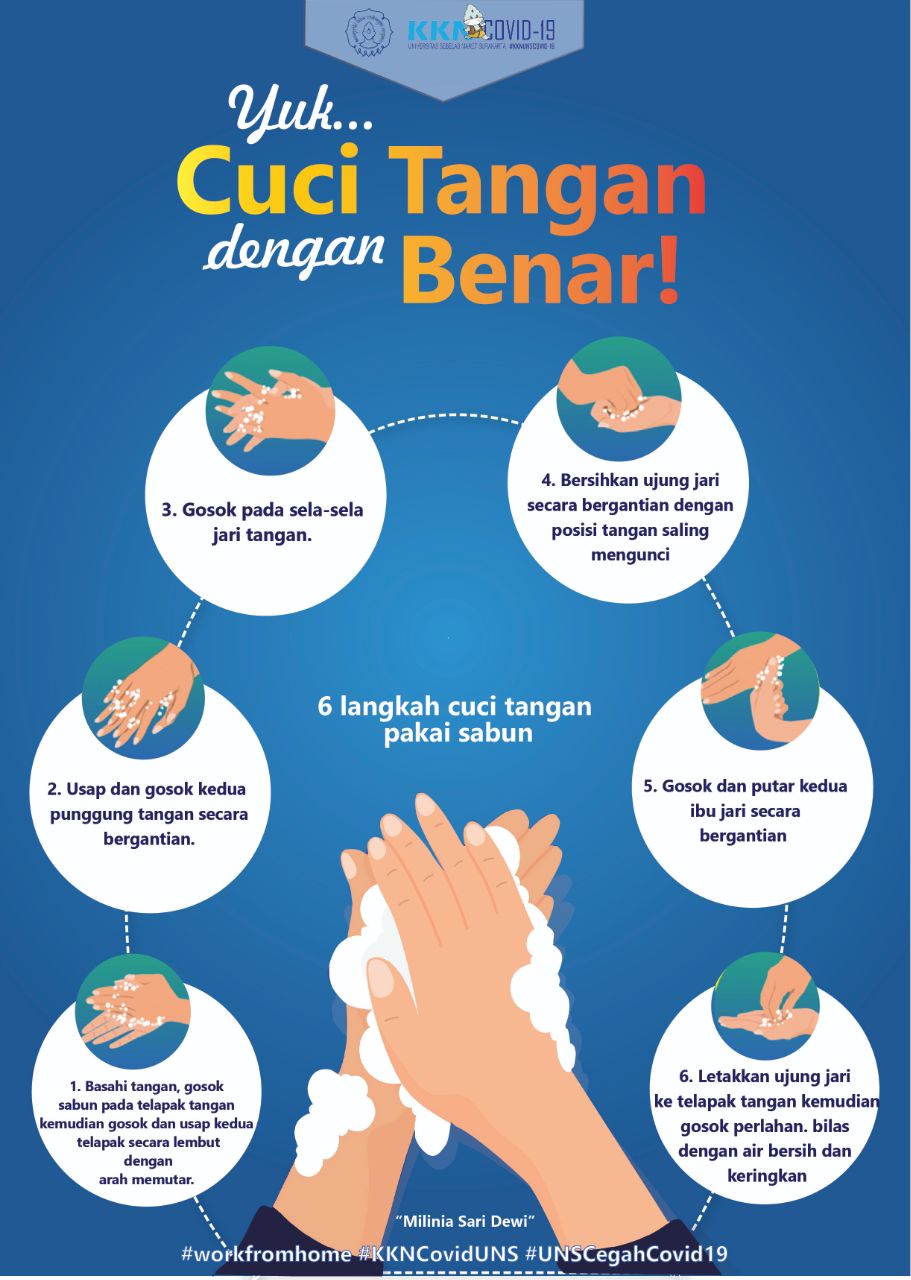 KKN COVID-19
UNIVERSITAS SEBELAS MARET SURAKARTA #KKNUNSCOVID-19
Yuk...
Cuci Tangan
dengan Benar!
3. Gosok pada sela-sela
jari tangan.
4. Bersihkan ujung jari
secara bergantian dengan
posisi tangan saling
mengunci
6 langkah cuci tangan
pakai sabun
2. Usap dan gosok kedua
punggung tangan secara
bergantian.
5. Gosok dan putar kedua
ibu jari secara
bergantian
1. Basahi tangan, gosok
sabun pada telapak tangan
kemudian gosok dan usap kedua
telapak secara lembut
dengan
arah memutar.
6. Letakkan ujung jari
ke telapak tangan kemudian
gosok perlahan. bilas
dengan air bersih dan
keringkan
"Milinia Sari Dewi"
#workfromhome #KKNCovidUNS #UNSCegahCovid19